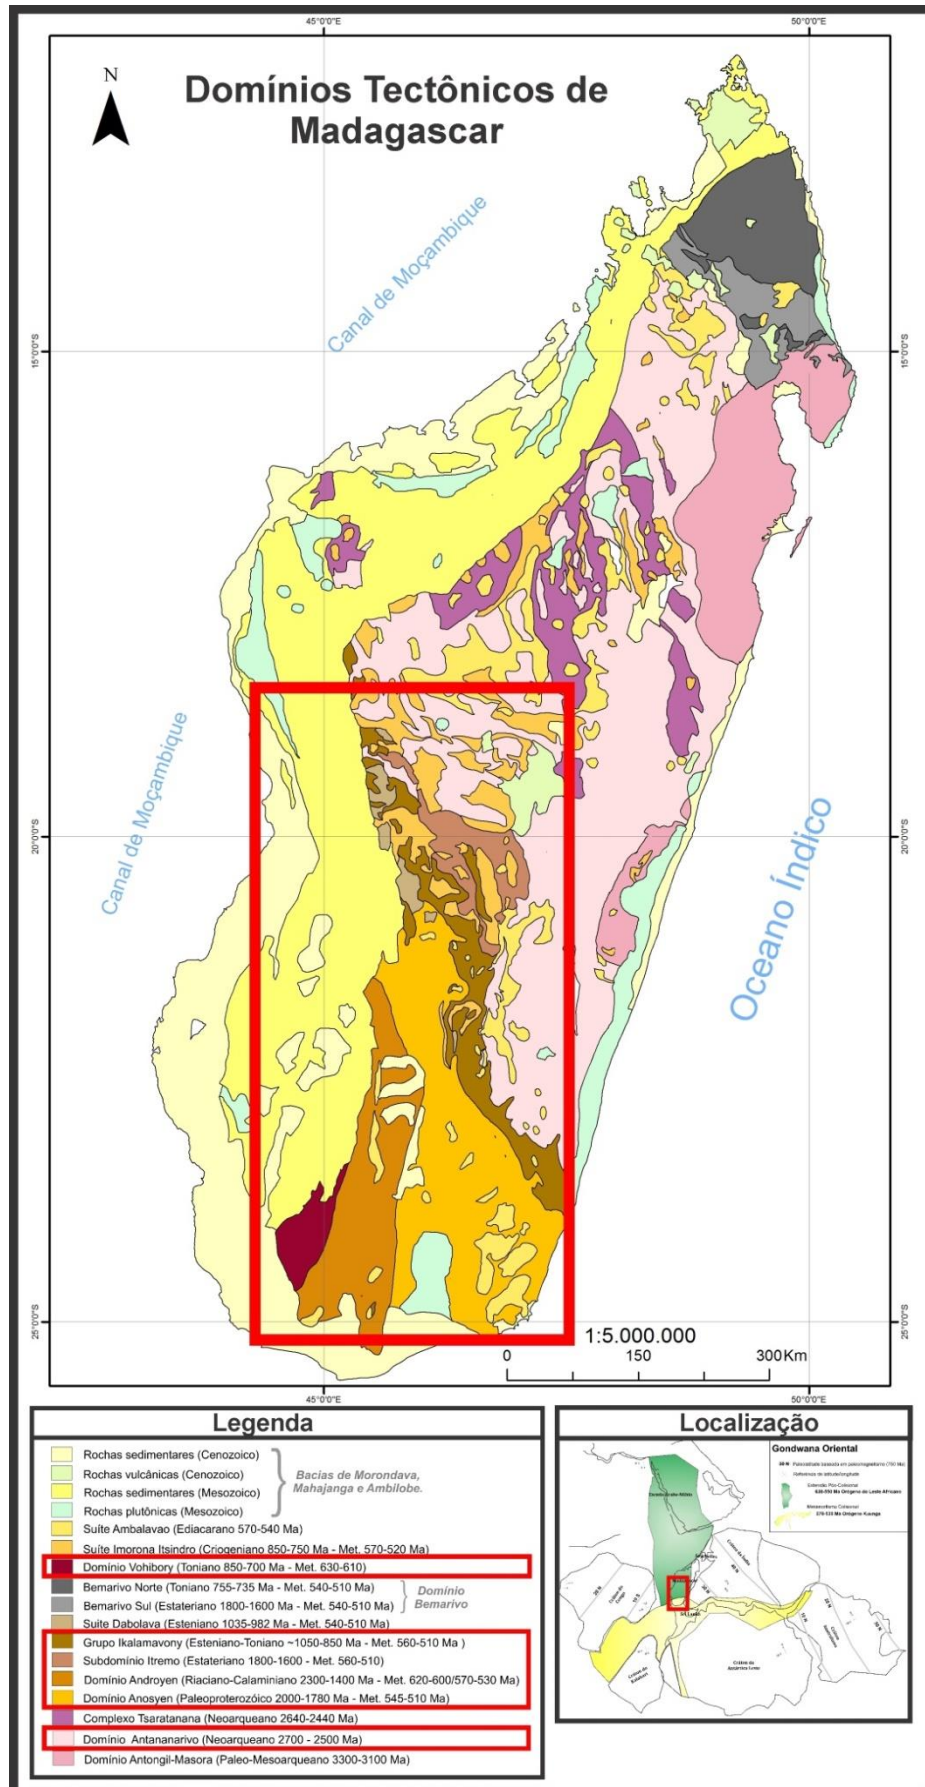 45°0'0"E
50°0'0"E
N
Domínios Tectônicos de
Madagascar
Canal de Moçambique
15°0'0"S
15°0'0"S
Canal de Moçambique
20°0'0"S
20°0'0"S
Oceano Índico
25°0'0"S
25°0'0"S
1:5.000.000
0 150 300Km
45°0'0"E
50°0'0"E
Legenda
Rochas sedimentares (Cenozoico)
Rochas vulcânicas (Cenozoico)
Rochas sedimentares (Mesozoico)
Rochas plutônicas (Mesozoico)
Bacias de Morondava,
Mahajanga e Ambilobe.
Suíte Ambalavao (Ediacarano 570-540 Ma)
Suíte Imorona Itsindro (Criogeniano 850-750 Ma - Met. 570-520 Ma)
Domínio Vohibory (Toniano 850-700 Ma - Met. 630-610)
Bemarivo Norte (Toniano 755-735 Ma - Met. 540-510 Ma)
Bemarivo Sul (Estateriano 1800-1600 Ma - Met. 540-510 Ma)
Domínio
Bemarivo
Suite Dabolava (Esteniano 1035-982 Ma - Met. 540-510 Ma)
Grupo Ikalamavony (Esteniano-Toniano ~1050-850 Ma - Met. 560-510 Ma )
Subdomínio Itremo (Estateriano 1800-1600 - Met. 560-510)
Domínio Androyen (Riaciano-Calaminiano 2300-1400 Ma - Met. 620-600/570-530 Ma)
Domínio Anosyen (Paleoproterozóico 2000-1780 Ma - Met. 545-510 Ma)
Complexo Tsaratanana (Neoarqueano 2640-2440 Ma)
Domínio Antananarivo (Neoarqueano 2700 - 2500 Ma)
Domínio Antongil-Masora (Paleo-Mesoarqueano 3300-3100 Ma)
Localização
Gondwana Oriental